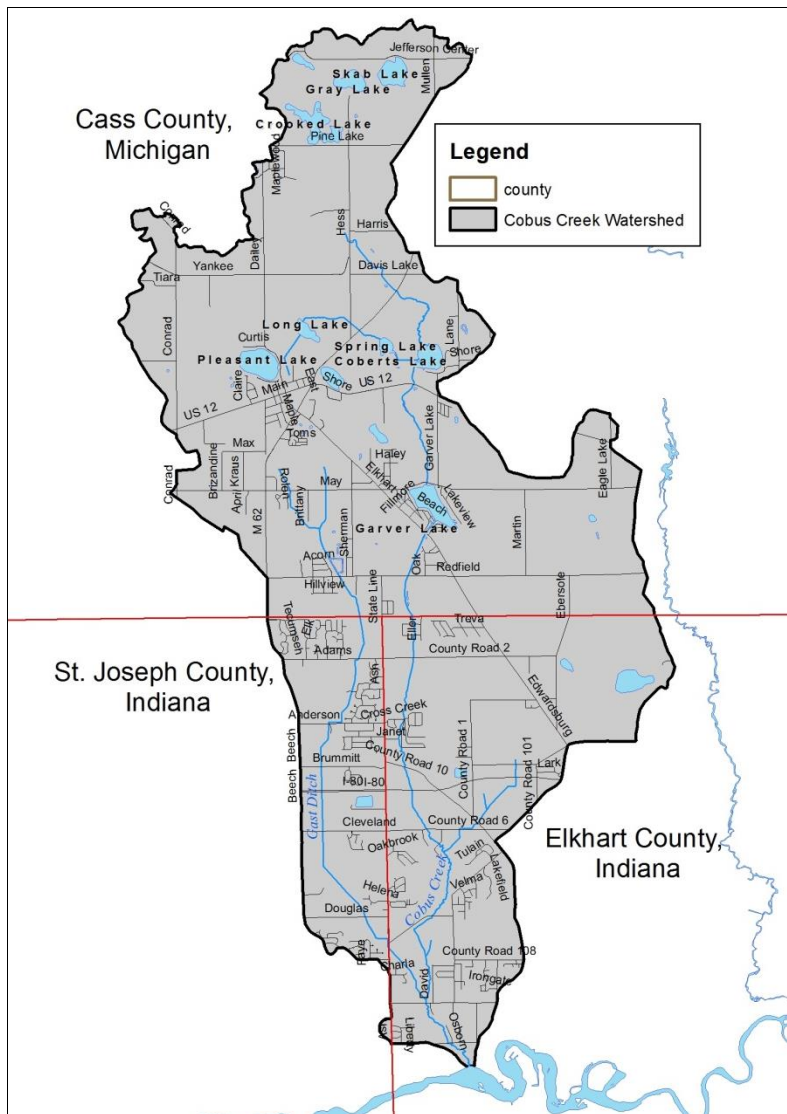 Jefferson Center
Skab Lake
Mullen
Gray Lake
Cass County,
Michigan
Crooked Lake
Pine Lake
Maplewood
Legend
county
Cobus Creek Watershed
Conrad
Hess
Harris
Dailey
Yankee
Davis Lake
Tiara
Long Lake
Conrad
Curtis
Spring Lake
Lane
Shore
Pleasant Lake
Coberts Lake
Claire
Main
East
Shore
US 12
US 12
Maple
Toms
Max
Brizandine
April Kraus
Haley
Garver Lake
Eagle Lake
Conrad
Elkhart
May
Brittany
Fillmore
Beach
Lakeview
M 62
Sherman
Garver Lake
Martin
Acorn
Oak
Redfield
Hillview
State Line
Ebersole
Tecumseh
Elk
Eller
Treva
Adams
County Road 2
St. Joseph County,
Indiana
Ash
Edwardsburg
Anderson
Cross Creek
Janet
Beech
Beech
Brummitt
County Road 10
County Road 1
County Road 101
Lark
I-80
I-80
Gast Ditch
Cleveland
County Road 6
Elkhart County,
Indiana
Oakbrook
Tulain
Lakefield
Cobus Creek
Helena
Velma
Douglas
Faye
County Road 108
Charla
David
Irongate
Ash
Liberty
Osborn